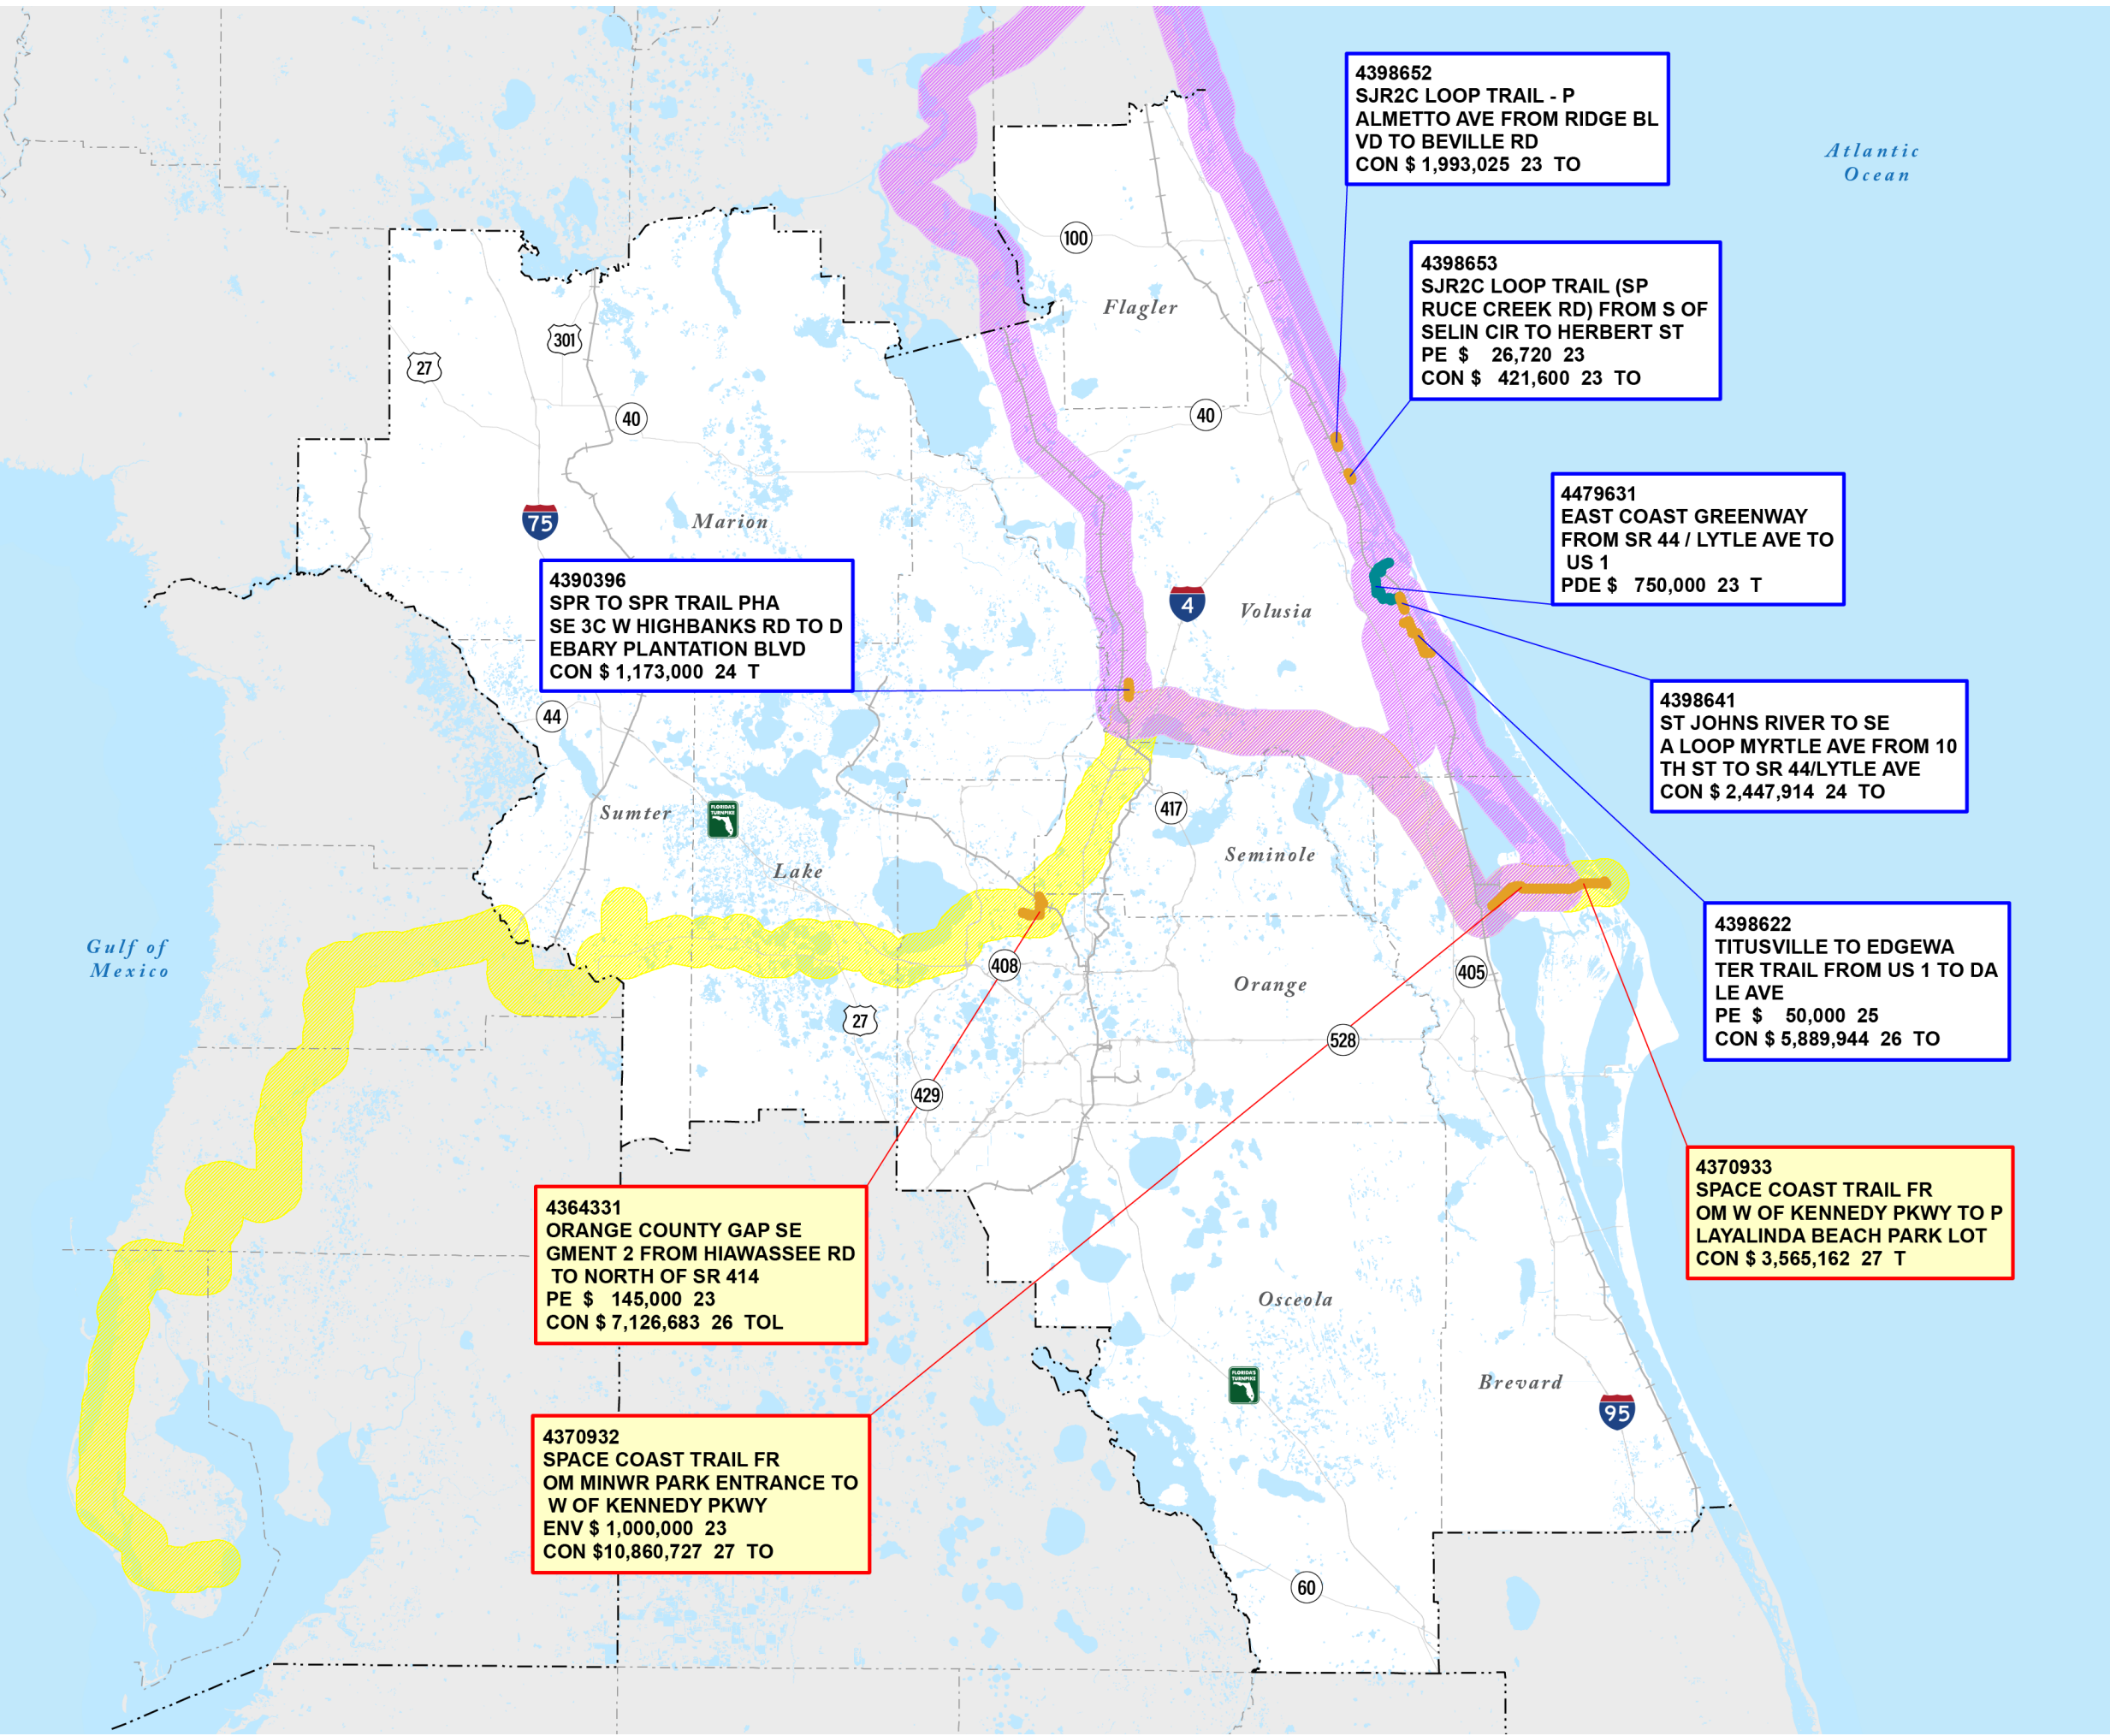 4398652
SJR2C LOOP TRAIL - P
ALMETTO AVE FROM RIDGE BL
VD TO BEVILLE RD
CON $ 1,993,025 23 TO
Atlantic
Ocean
4398653
SJR2C LOOP TRAIL (SP
RUCE CREEK RD) FROM S OF
SELIN CIR TO HERBERT ST
PE $ 26,720 23
CON $ 421,600 23 TO
100
Flagler
301
27
40
40
4479631
EAST COAST GREENWAY
FROM SR 44 / LYTLE AVE TO
US 1
PDE $ 750,000 23 T
75
Marion
4390396
SPR TO SPR TRAIL PHA
SE 3C W HIGHBANKS RD TO D
EBARY PLANTATION BLVD
CON $ 1,173,000 24 T
4
Volusia
4398641
ST JOHNS RIVER TO SE
A LOOP MYRTLE AVE FROM 10
TH ST TO SR 44/LYTLE AVE
CON $ 2,447,914 24 TO
44
Sumter
FLORIDA'S
TURNPIKE
417
Lake
Seminole
4398622
TITUSVILLE TO EDGEWA
TER TRAIL FROM US 1 TO DA
LE AVE
PE $ 50,000 25
CON $ 5,889,944 26 TO
Gulf of
Mexico
408
405
Orange
27
528
429
4370933
SPACE COAST TRAIL FR
OM W OF KENNEDY PKWY TO P
LAYALINDA BEACH PARK LOT
CON $ 3,565,162 27 T
4364331
ORANGE COUNTY GAP SE
GMENT 2 FROM HIAWASSEE RD
TO NORTH OF SR 414
PE $ 145,000 23
CON $ 7,126,683 26 TOL
Osceola
FLORIDA'S
TURNPIKE
Brevard
95
4370932
SPACE COAST TRAIL FR
OM MINWR PARK ENTRANCE TO
W OF KENNEDY PKWY
ENV $ 1,000,000 23
CON $10,860,727 27 TO
60